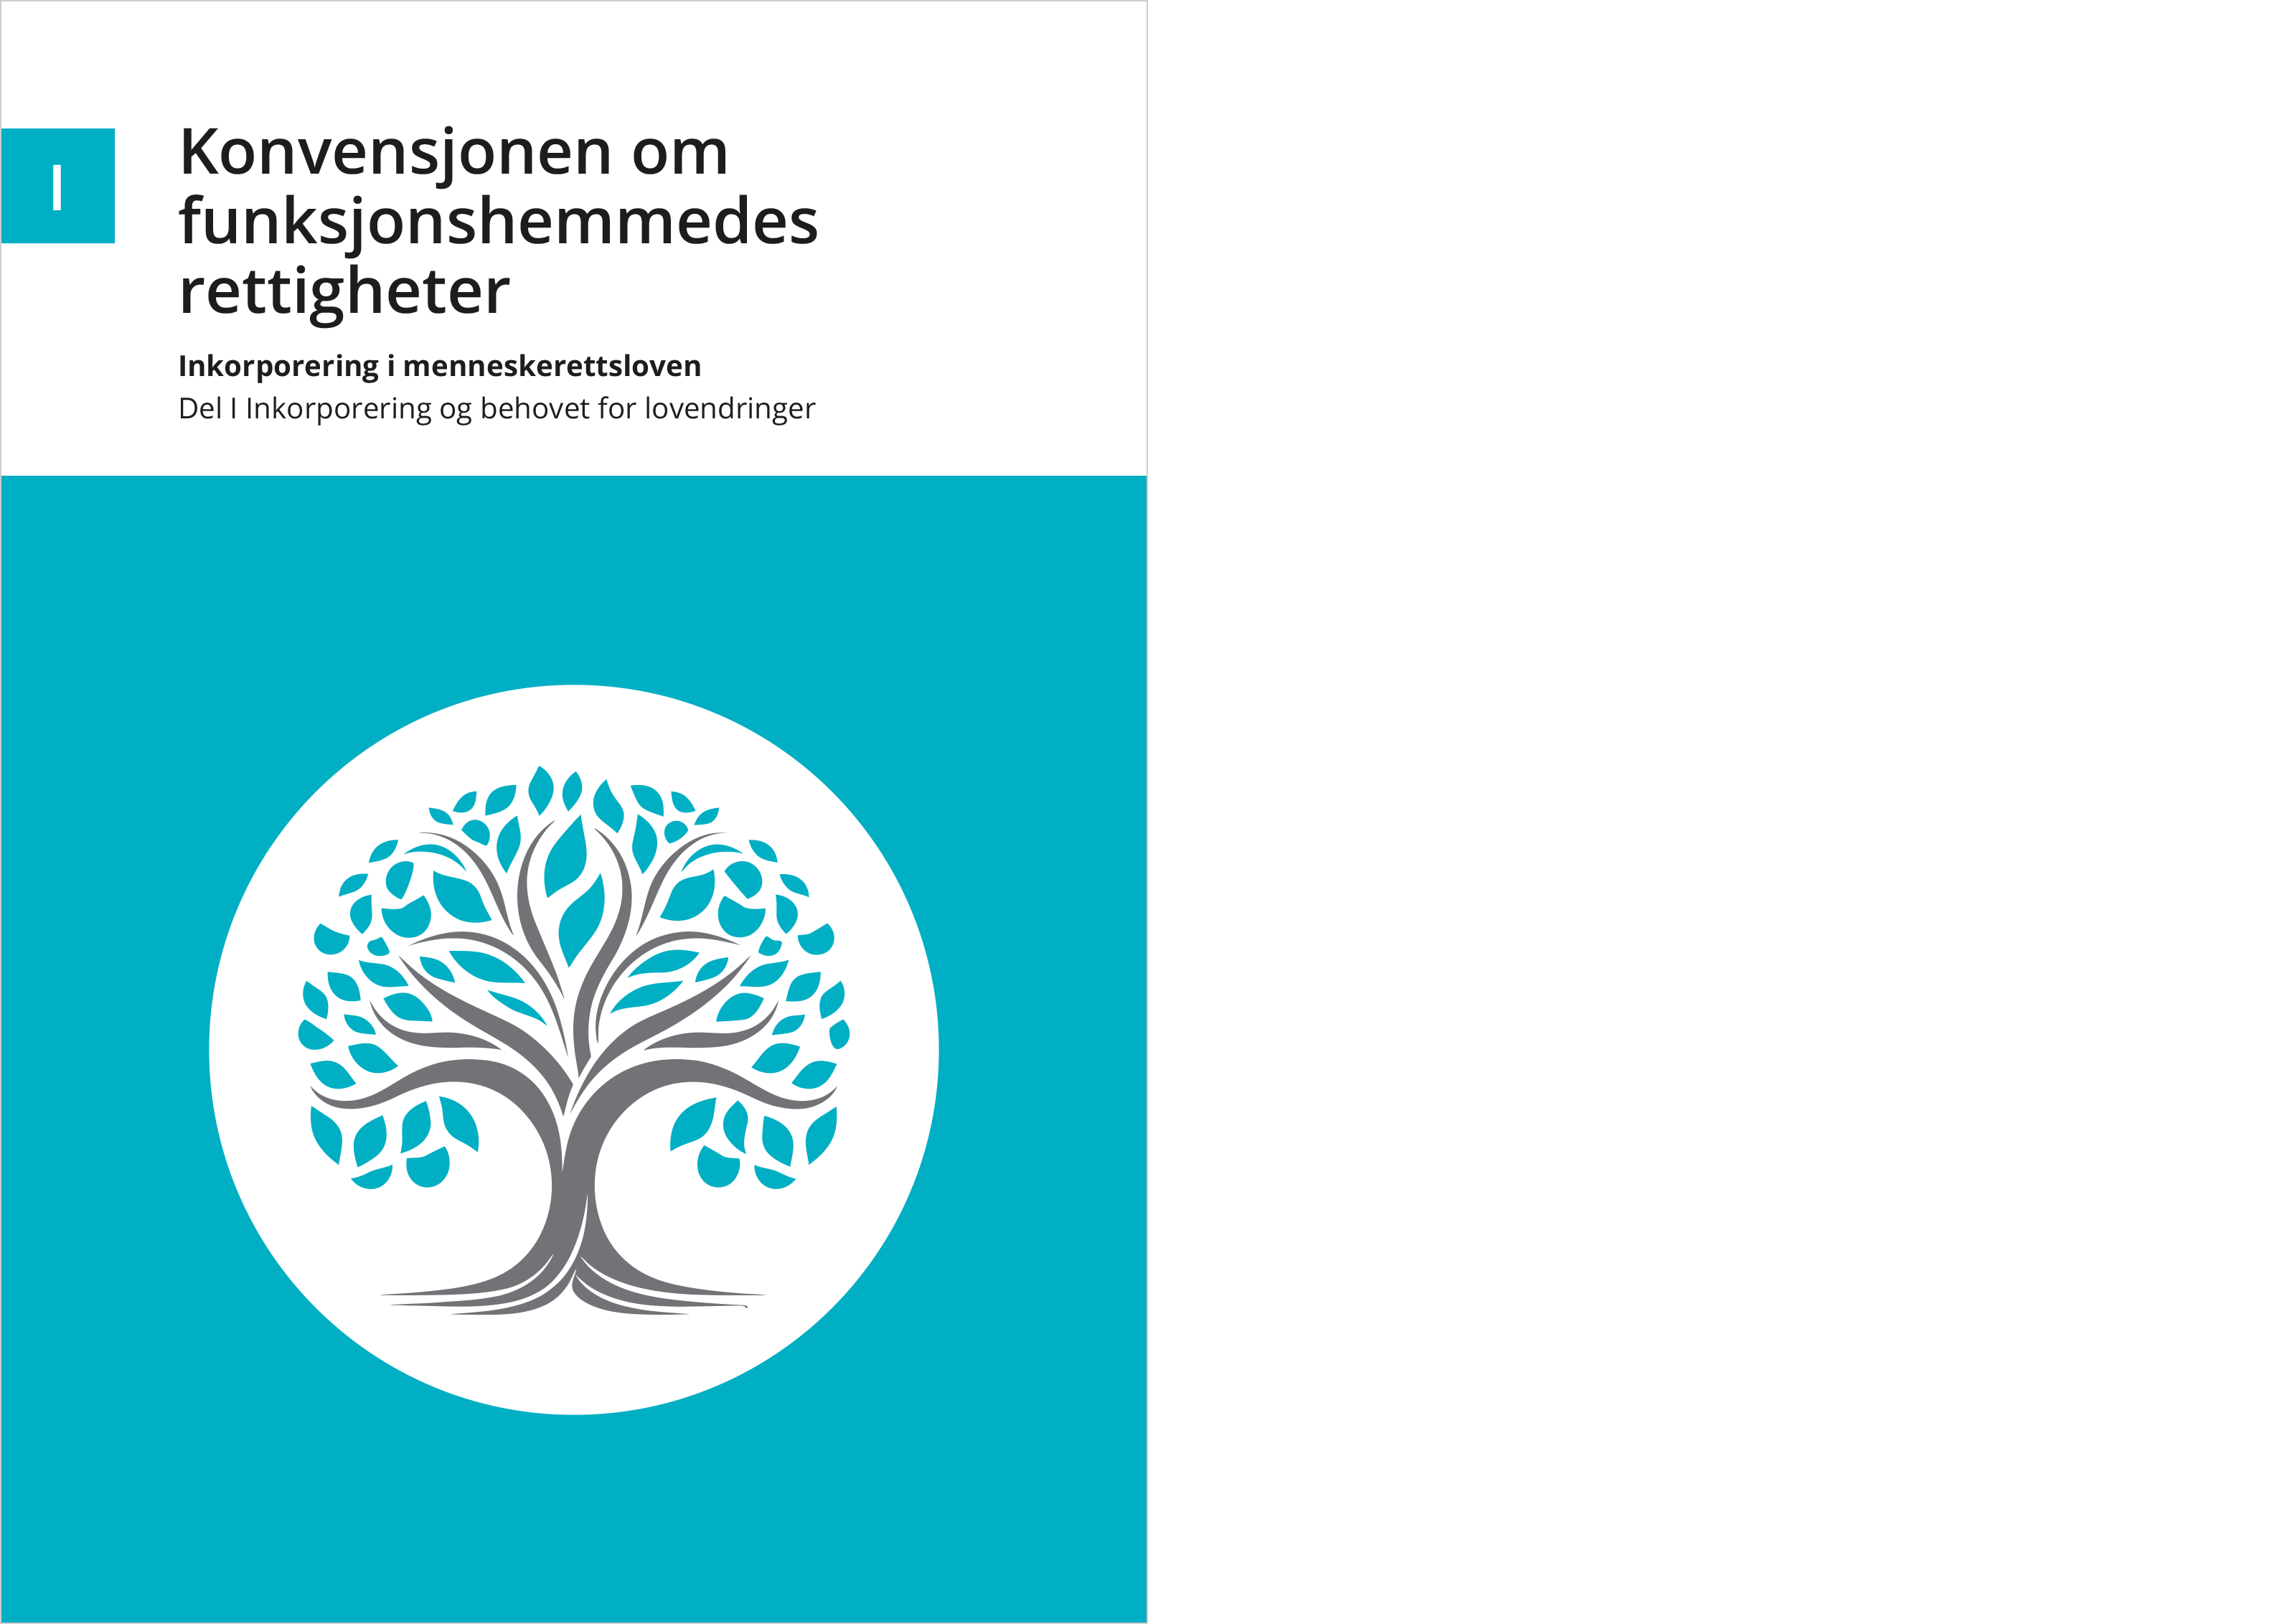 I
Konvensjonen om
funksjonshemmedes
rettigheter
Inkorporering i menneskerettsloven
Del I Inkorporering og behovet for lovendringer